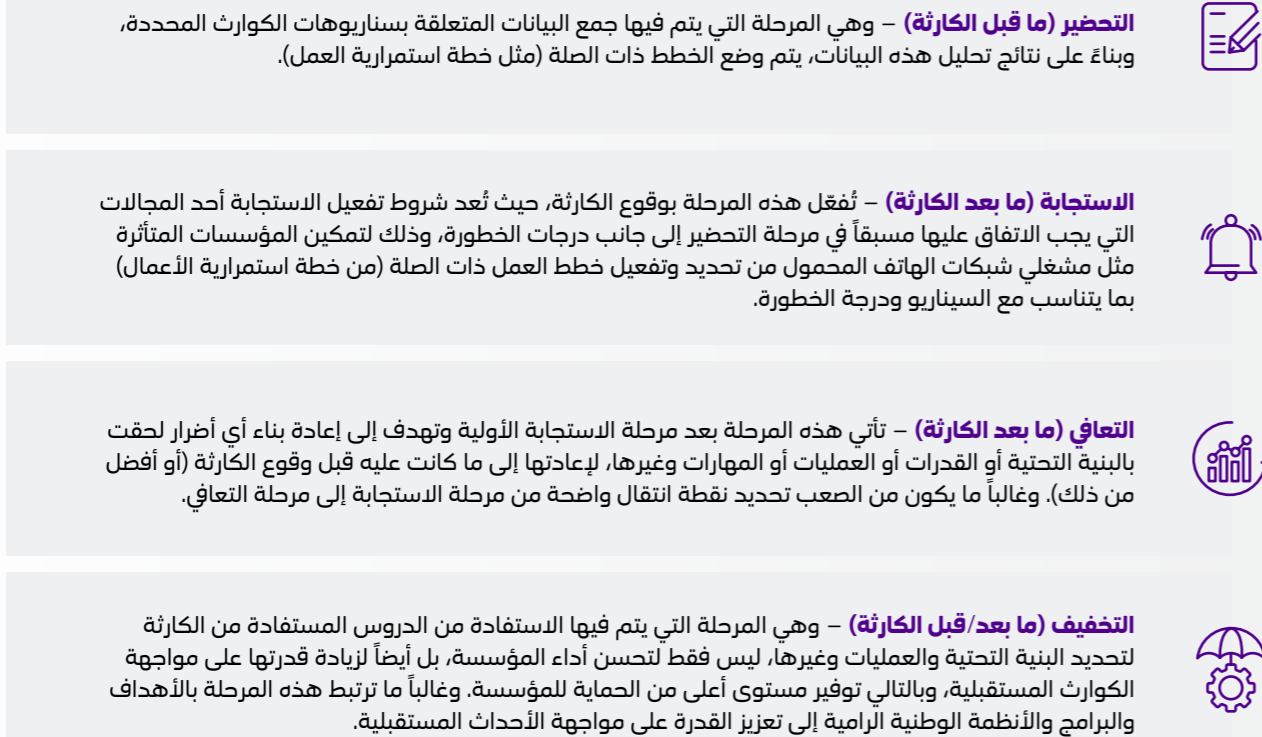 التحضير (ما قبل الكارثة) – وهي المرحلة التي يتم فيها جمع البيانات المتعلقة بسناريوهات الكوارث المحددة،
وبناءً على نتائج تحليل هذه البيانات، يتم وضع الخطط ذات الصلة (مثل خطة استمرارية العمل).
الاستجابة (ما بعد الكارثة) – تُفعّل هذه المرحلة بوقوع الكارثة، حيث تُعد شروط تفعيل الاستجابة أحد المجالات
التي يجب الاتفاق عليها مسبقاً في مرحلة التحضير إلى جانب درجات الخطورة، وذلك لتمكين المؤسسات المتأثرة
مثل مشغلي شبكات الهاتف المحمول من تحديد وتفعيل خطط العمل ذات الصلة (من خطة استمرارية الأعمال)
بما يتناسب مع السيناريو ودرجة الخطورة.
التعافي (ما بعد الكارثة) – تأتي هذه المرحلة بعد مرحلة الاستجابة الأولية وتهدف إلى إعادة بناء أي أضرار لحقت
بالبنية التحتية أو القدرات أو العمليات أو المهارات وغيرها، لإعادتها إلى ما كانت عليه قبل وقوع الكارثة (أو أفضل
من ذلك). وغالباً ما يكون من الصعب تحديد نقطة انتقال واضحة من مرحلة الاستجابة إلى مرحلة التعافي.
التخفيف (ما بعد/قبل الكارثة) – وهي المرحلة التي يتم فيها الاستفادة من الدروس المستفادة من الكارثة
لتحديد البنية التحتية والعمليات وغيرها، ليس فقط لتحسن أداء المؤسسة، بل أيضاً لزيادة قدرتها على مواجهة
الكوارث المستقبلية، وبالتالي توفير مستوى أعلى من الحماية للمؤسسة. وغالباً ما ترتبط هذه المرحلة بالأهداف
والبرامج والأنظمة الوطنية الرامية إلى تعزيز القدرة على مواجهة الأحداث المستقبلية.